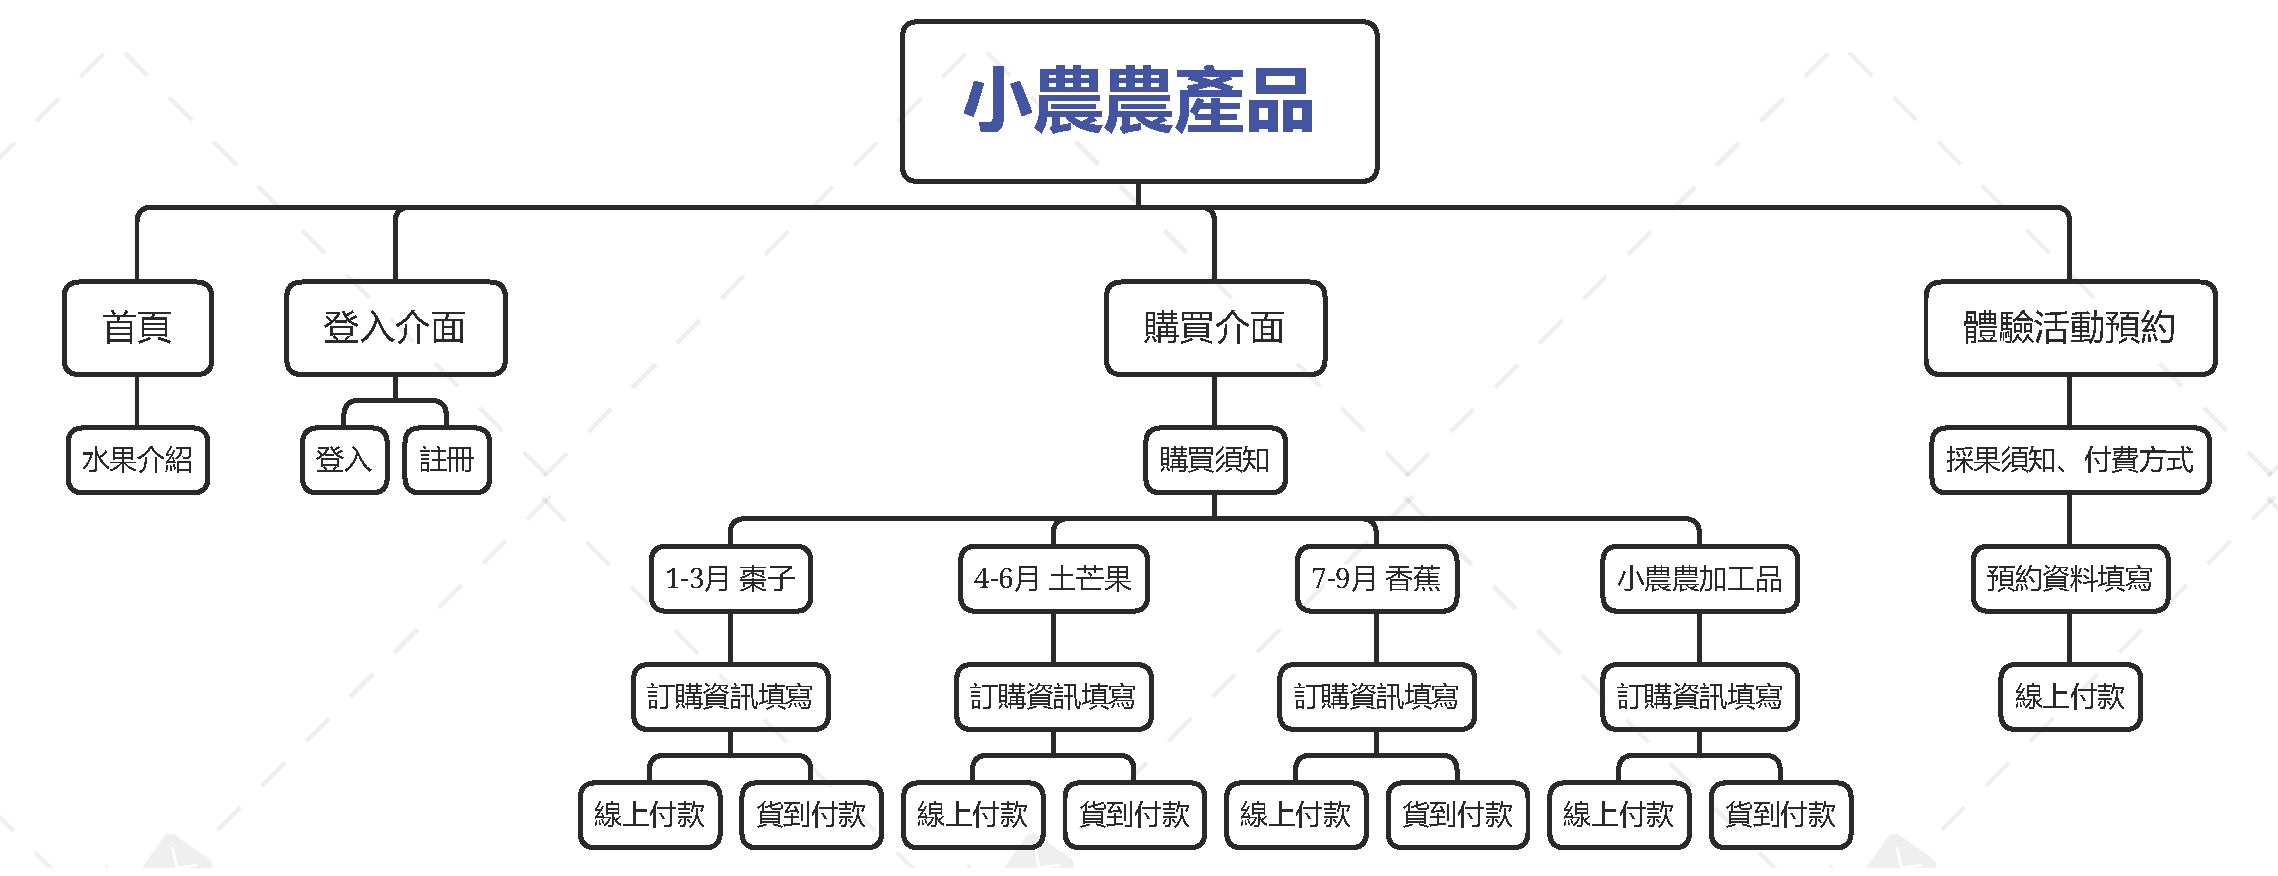 小農農產品
首頁
登入介面
購買介面
體驗活動預約
水果介紹
登入
註冊
購買須知
採果須知、付費方式
1-3月 棗子
4-6月 土芒果
7-9月 香蕉
小農農加工品
預約資料填寫
訂購資訊填寫
訂購資訊填寫
訂購資訊填寫
訂購資訊填寫
線上付款
線上付款
貨到付款
線上付款
貨到付款
線上付款
貨到付款
線上付款
貨到付款